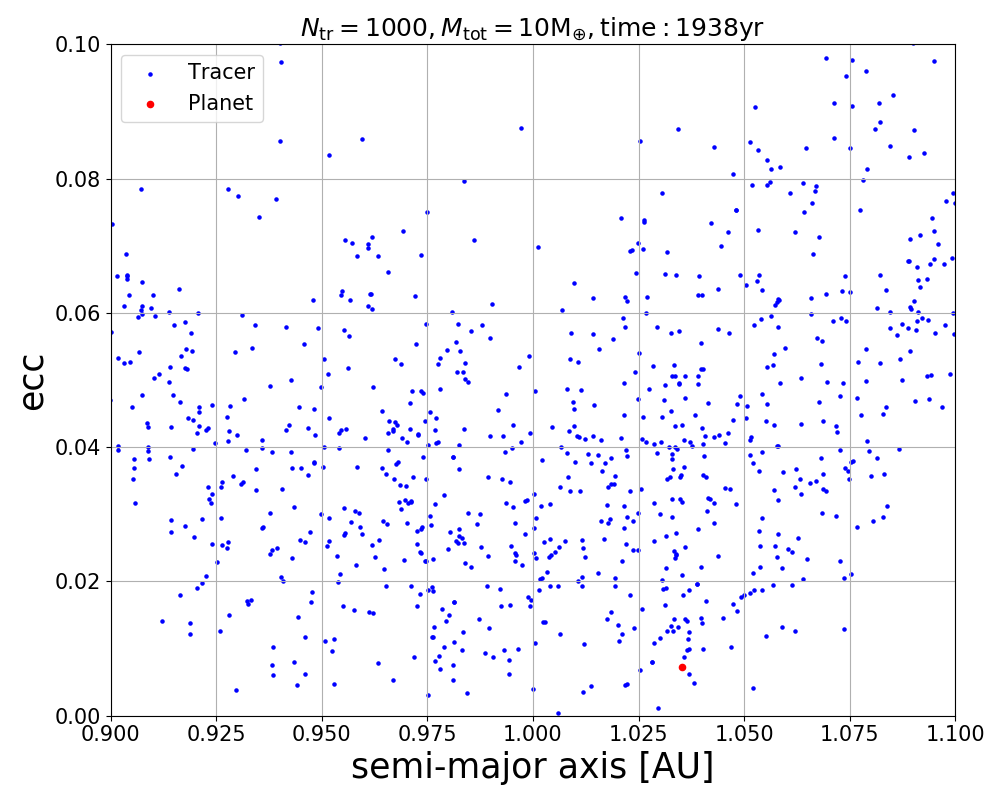 N_tr = 1000, M_tot = 10M_⊕, time : 1938yr
Tracer
Planet
0.10
0.08
0.06
0.04
0.02
0.00
ecc
0.900 0.925 0.950 0.975 1.000 1.025 1.050 1.075 1.100
semi-major axis [AU]